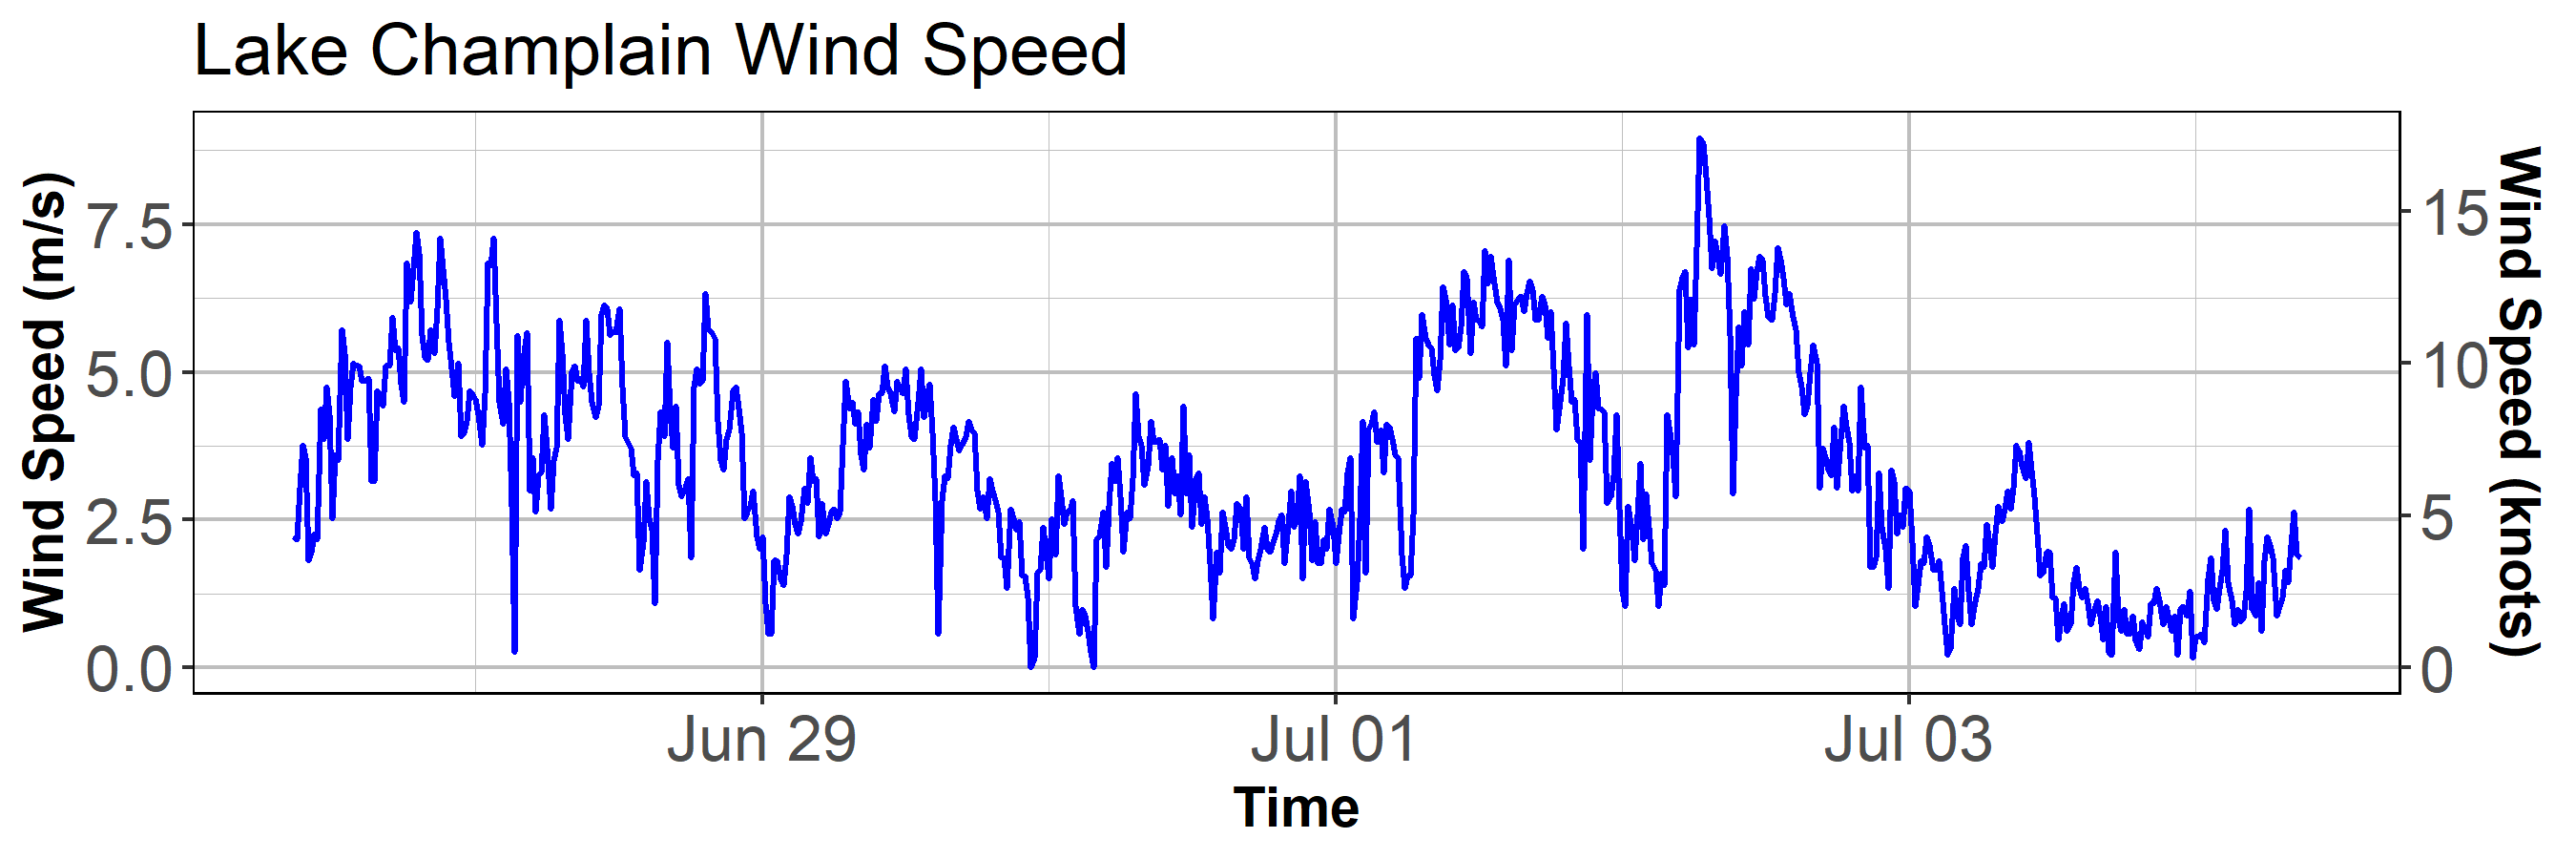 Lake Champlain Wind Speed
Wind Speed (m/s)
7.5
5.0
2.5
0.0
15
10
5
0
Wind Speed (knots)
Jun 29
Jul 01
Jul 03
Time